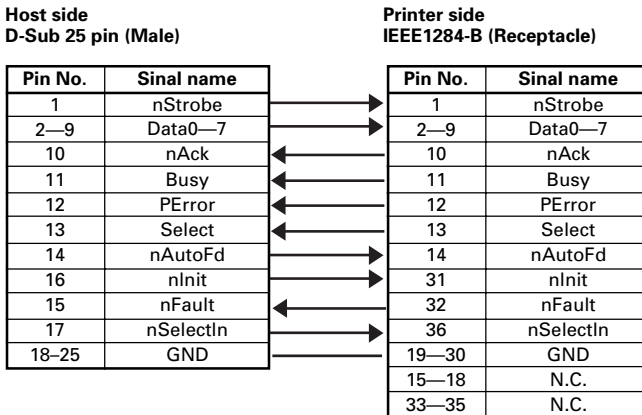 Host side
D-Sub 25 pin (Male)
Printer side
IEEE1284-B (Receptacle)
Pin No. Sinal name Pin No. Sinal name
1 nStrobe 1 nStrobe
2—9 Data0—7 2—9 Data0—7
10 nAck 10 nAck
11 Busy 11 Busy
12 PError 12 PError
13 Select 13 Select
14 nAutoFd 14 nAutoFd
16 nInit 31 nInit
15 nFault 32 nFault
17 nSelectIn 36 nSelectIn
18–25 GND 19—30 GND
15—18 N.C.
33—35 N.C.